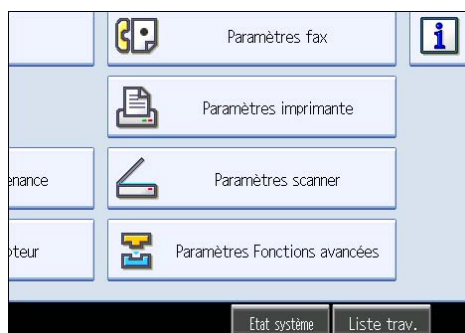 Paramètres fax
Paramètres imprimante
enance
Paramètres scanner
oteur
Paramètres Fonctions avancées
Etat système
Liste trav.